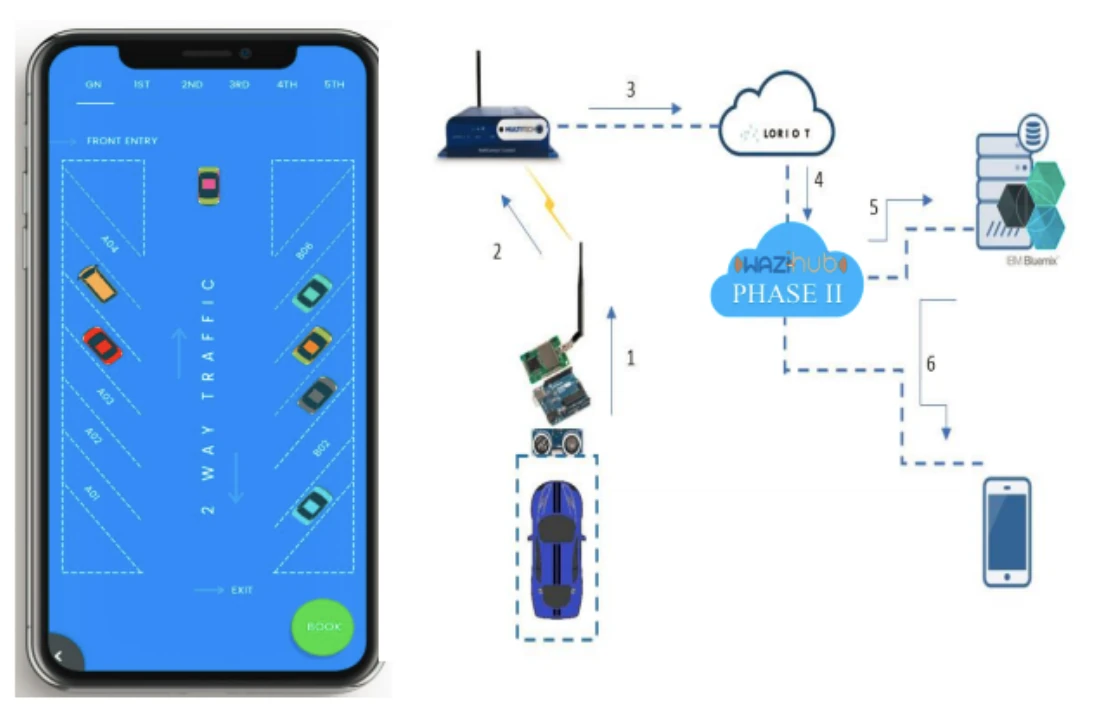 GN 1ST 2ND 3RD 4TH 5TH
FRONT ENTRY
A04
B06
A03
A02
B02
A01
2 WAY TRAFFIC
EXIT
BOOK
3
LORIOT
4
5
WAZIhub
PHASE II
IBM Bluemix
2
1
6